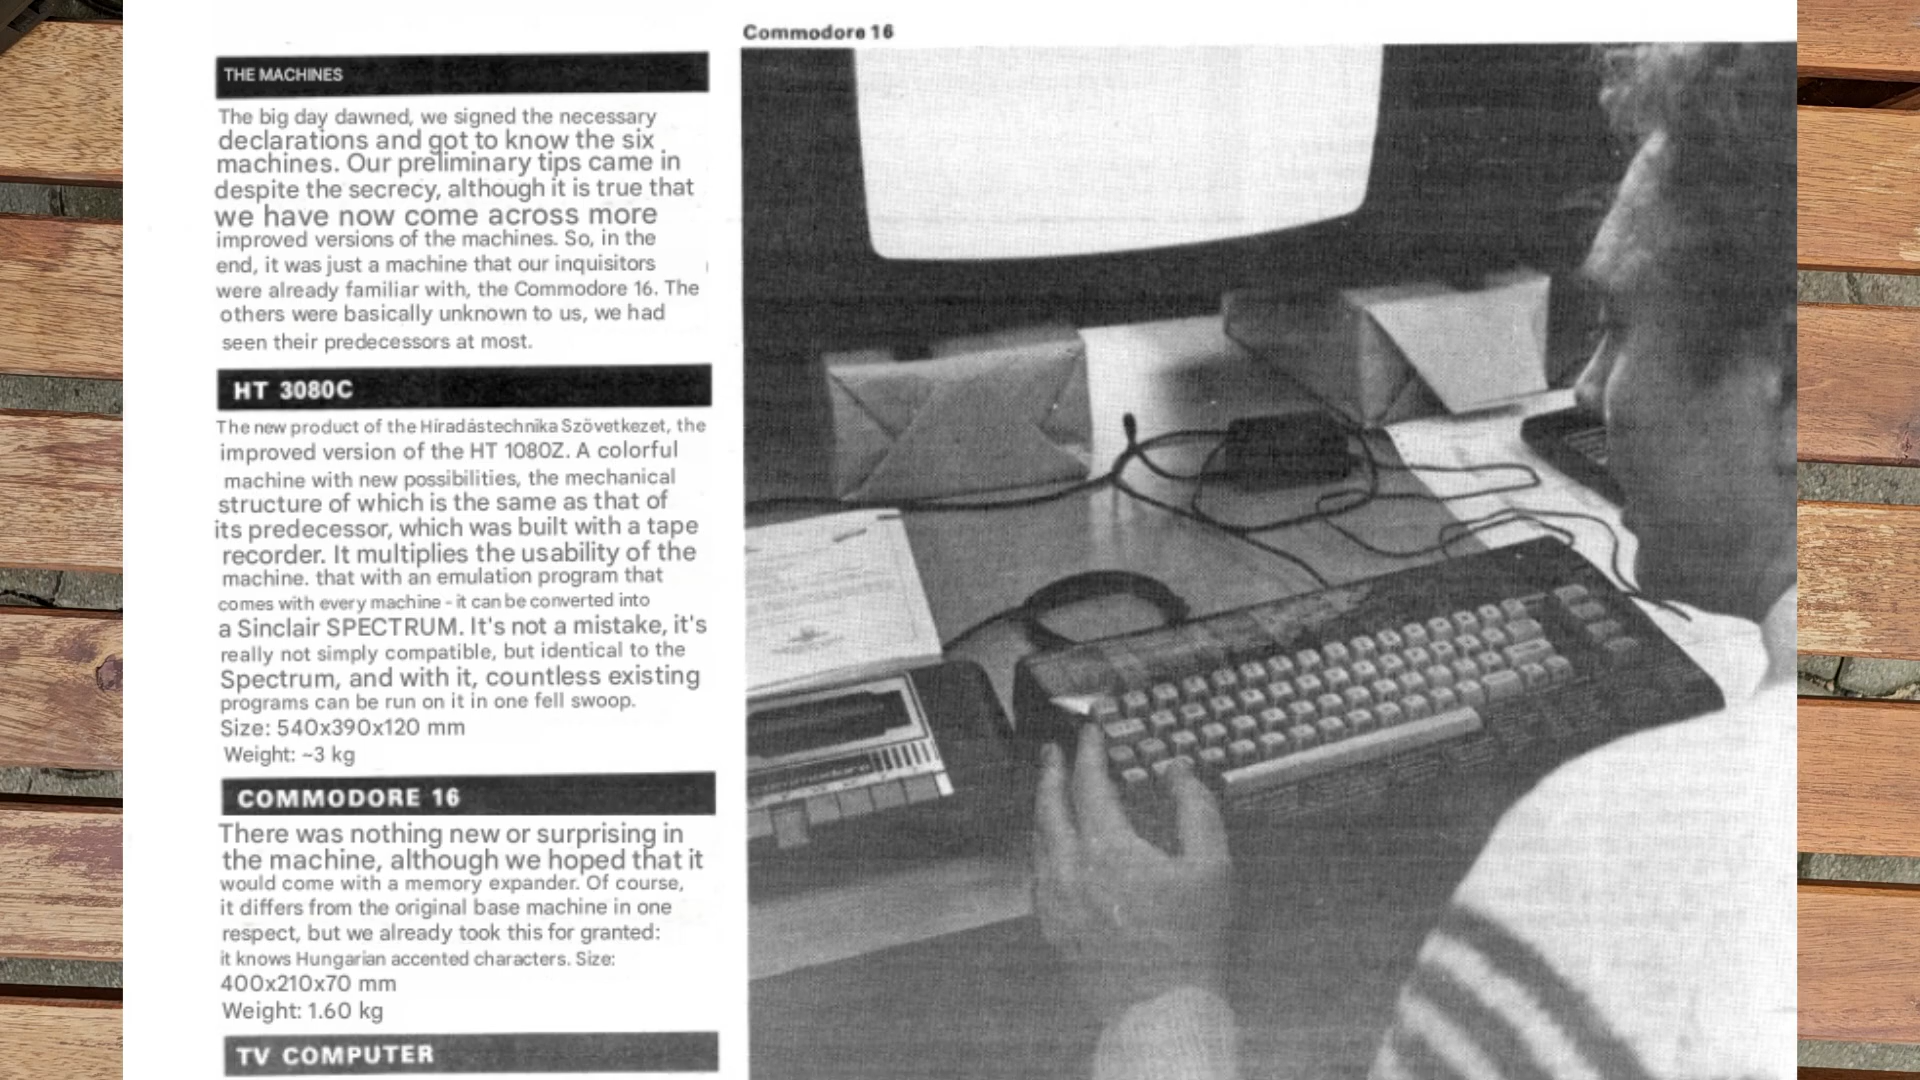 Commodore 16
THE MACHINES
The big day dawned, we signed the necessary
declarations and got to know the six
machines. Our preliminary tips came in
despite the secrecy, although it is true that
we have now come across more
improved versions of the machines. So, in the
end, it was just a machine that our inquisitors
were already familiar with, the Commodore 16. The
others were basically unknown to us, we had
seen their predecessors at most.
HT 3080C
The new product of the Híradástechnika Szövetkezet, the
improved version of the HT 1080Z. A colorful
machine with new possibilities, the mechanical
structure of which is the same as that of
its predecessor, which was built with a tape
recorder. It multiplies the usability of the
machine. that with an emulation program that
comes with every machine - it can be converted into
a Sinclair SPECTRUM. It's not a mistake, it's
really not simply compatible, but identical to the
Spectrum, and with it, countless existing
programs can be run on it in one fell swoop.
Size: 540x390x120 mm
Weight: ~3 kg
COMMODORE 16
There was nothing new or surprising in
the machine, although we hoped that it
would come with a memory expander. Of course,
it differs from the original base machine in one
respect, but we already took this for granted:
it knows Hungarian accented characters. Size:
400x210x70 mm
Weight: 1.60 kg
TV COMPUTER